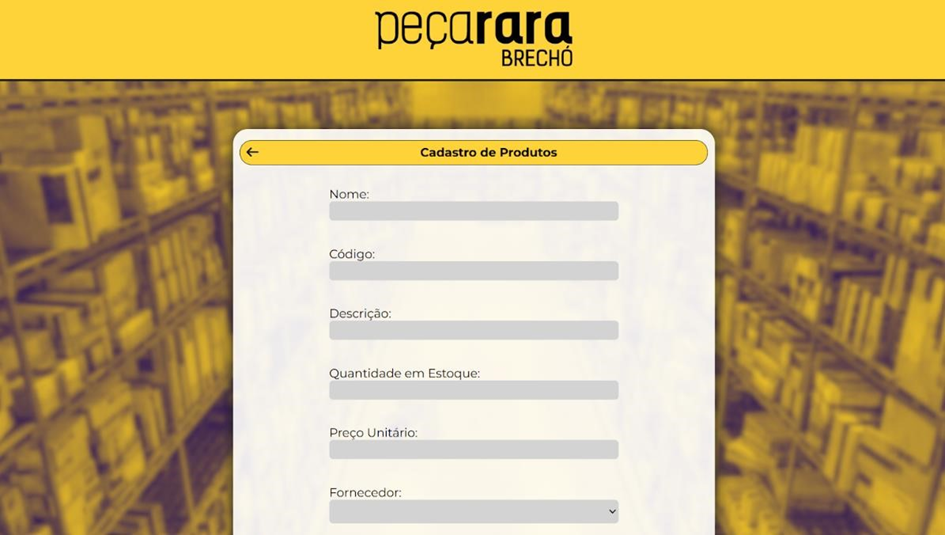 peçarara
BRECHÓ
Cadastro de Produtos
Nome:
Código:
Descrição:
Quantidade em Estoque:
Preço Unitário:
Fornecedor: